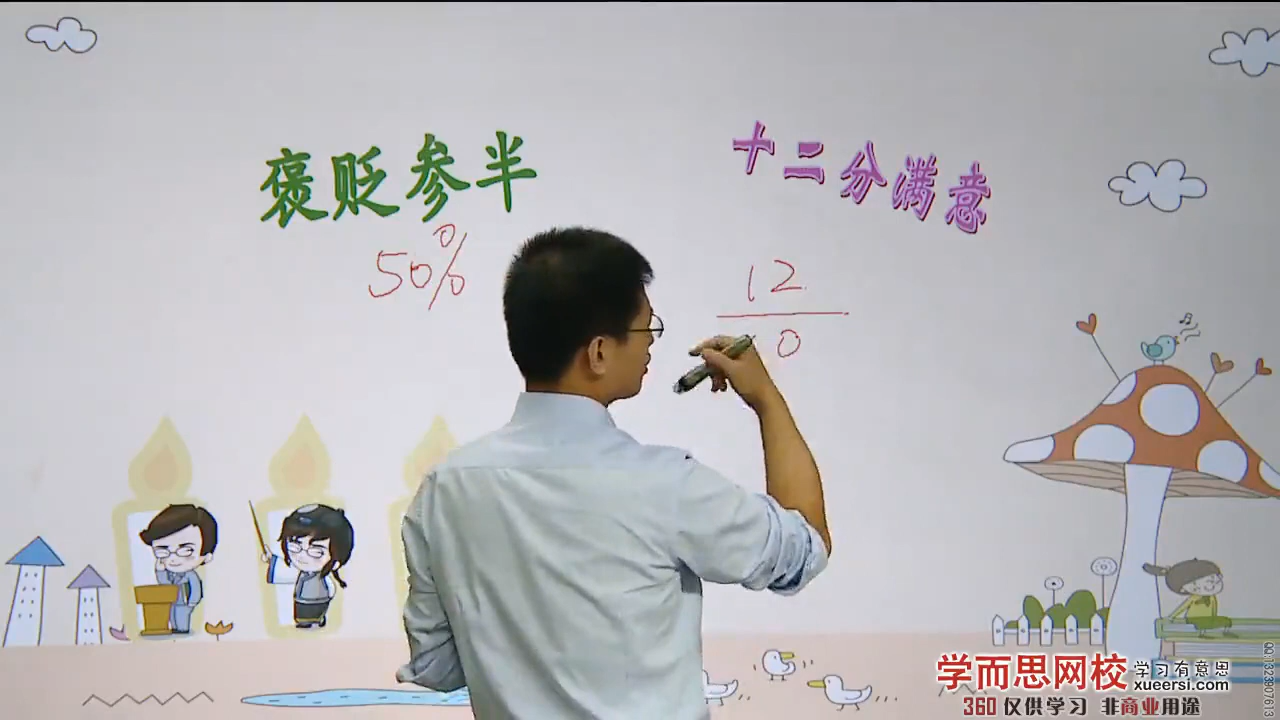 褒贬参半
十二分满意
50%
12
0
学而思网校
学习有意思
xueersi.com
360 仅供学习 非商业用途